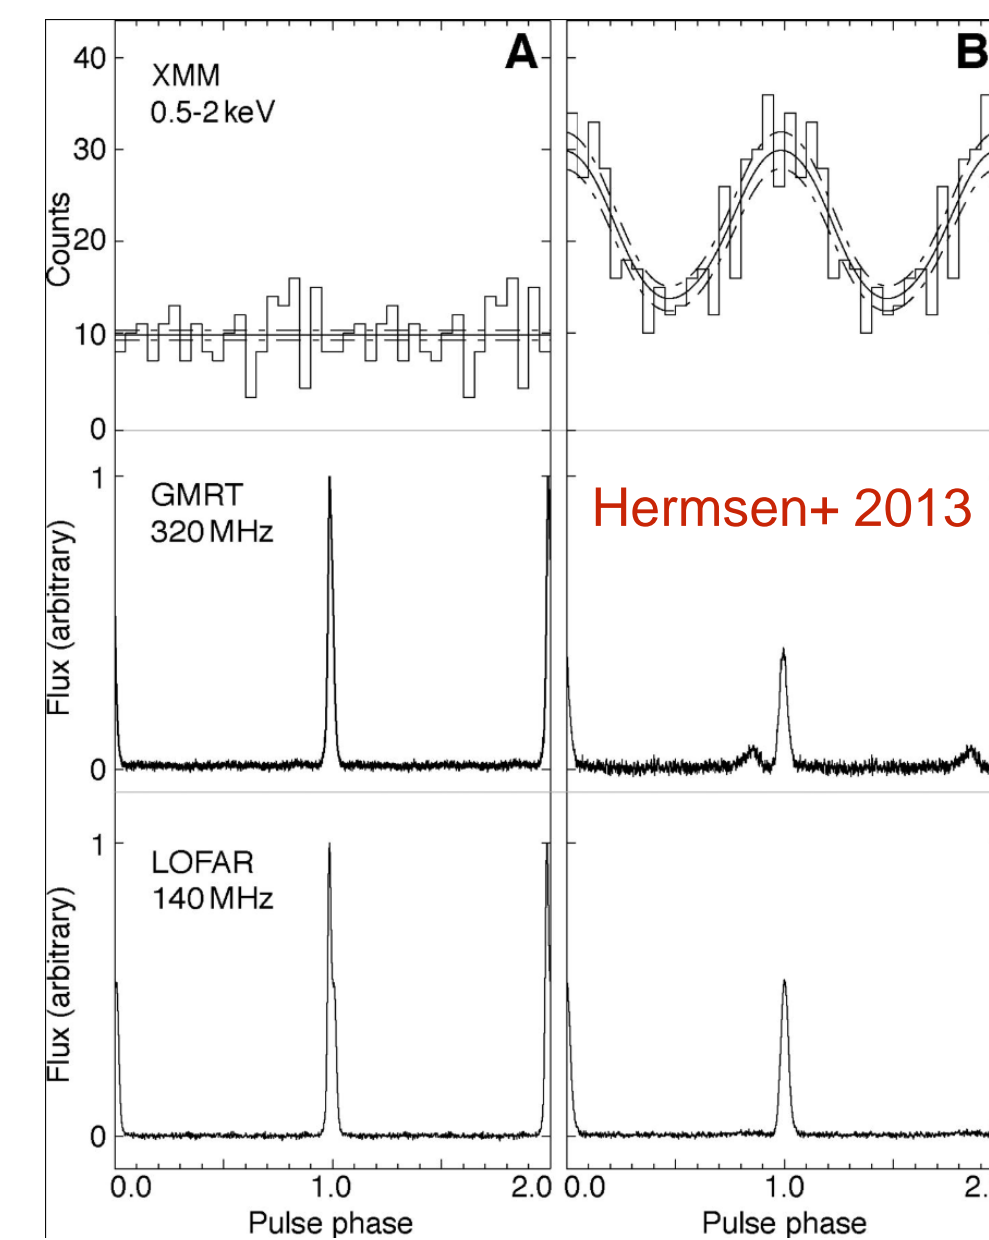 A
B
XMM
0.5-2 keV
40
30
20
10
0
Counts
GMRT
320 MHz
Hermsen+ 2013
1
0
Flux (arbitrary)
LOFAR
140 MHz
1
0
Flux (arbitrary)
0.0 1.0 2.0 0.0 1.0 2.
Pulse phase Pulse phase